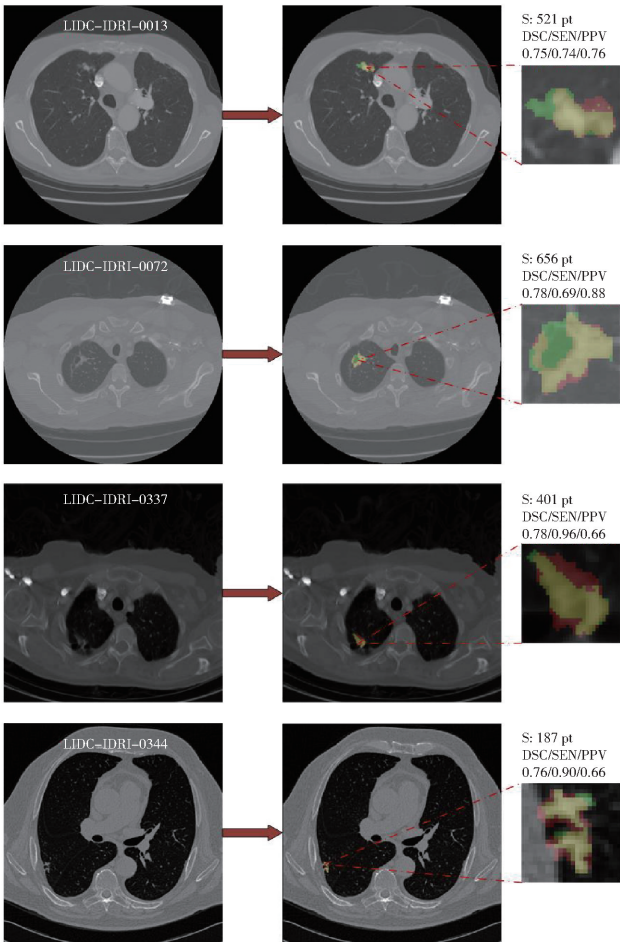 LIDC-IDRI-0013
S: 521 pt
DSC/SEN/PPV
0.75/0.74/0.76
LIDC-IDRI-0072
S: 656 pt
DSC/SEN/PPV
0.78/0.69/0.88
LIDC-IDRI-0337
S: 401 pt
DSC/SEN/PPV
0.78/0.96/0.66
LIDC-IDRI-0344
S: 187 pt
DSC/SEN/PPV
0.76/0.90/0.66